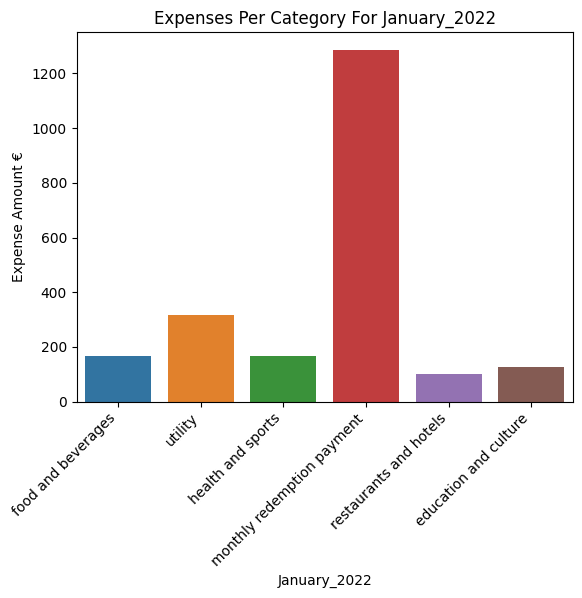 Expenses Per Category For January_2022
Expense Amount €
1200
1000
800
600
400
200
0
food and beverages
utility
health and sports
monthly redemption payment
restaurants and hotels
education and culture
January_2022